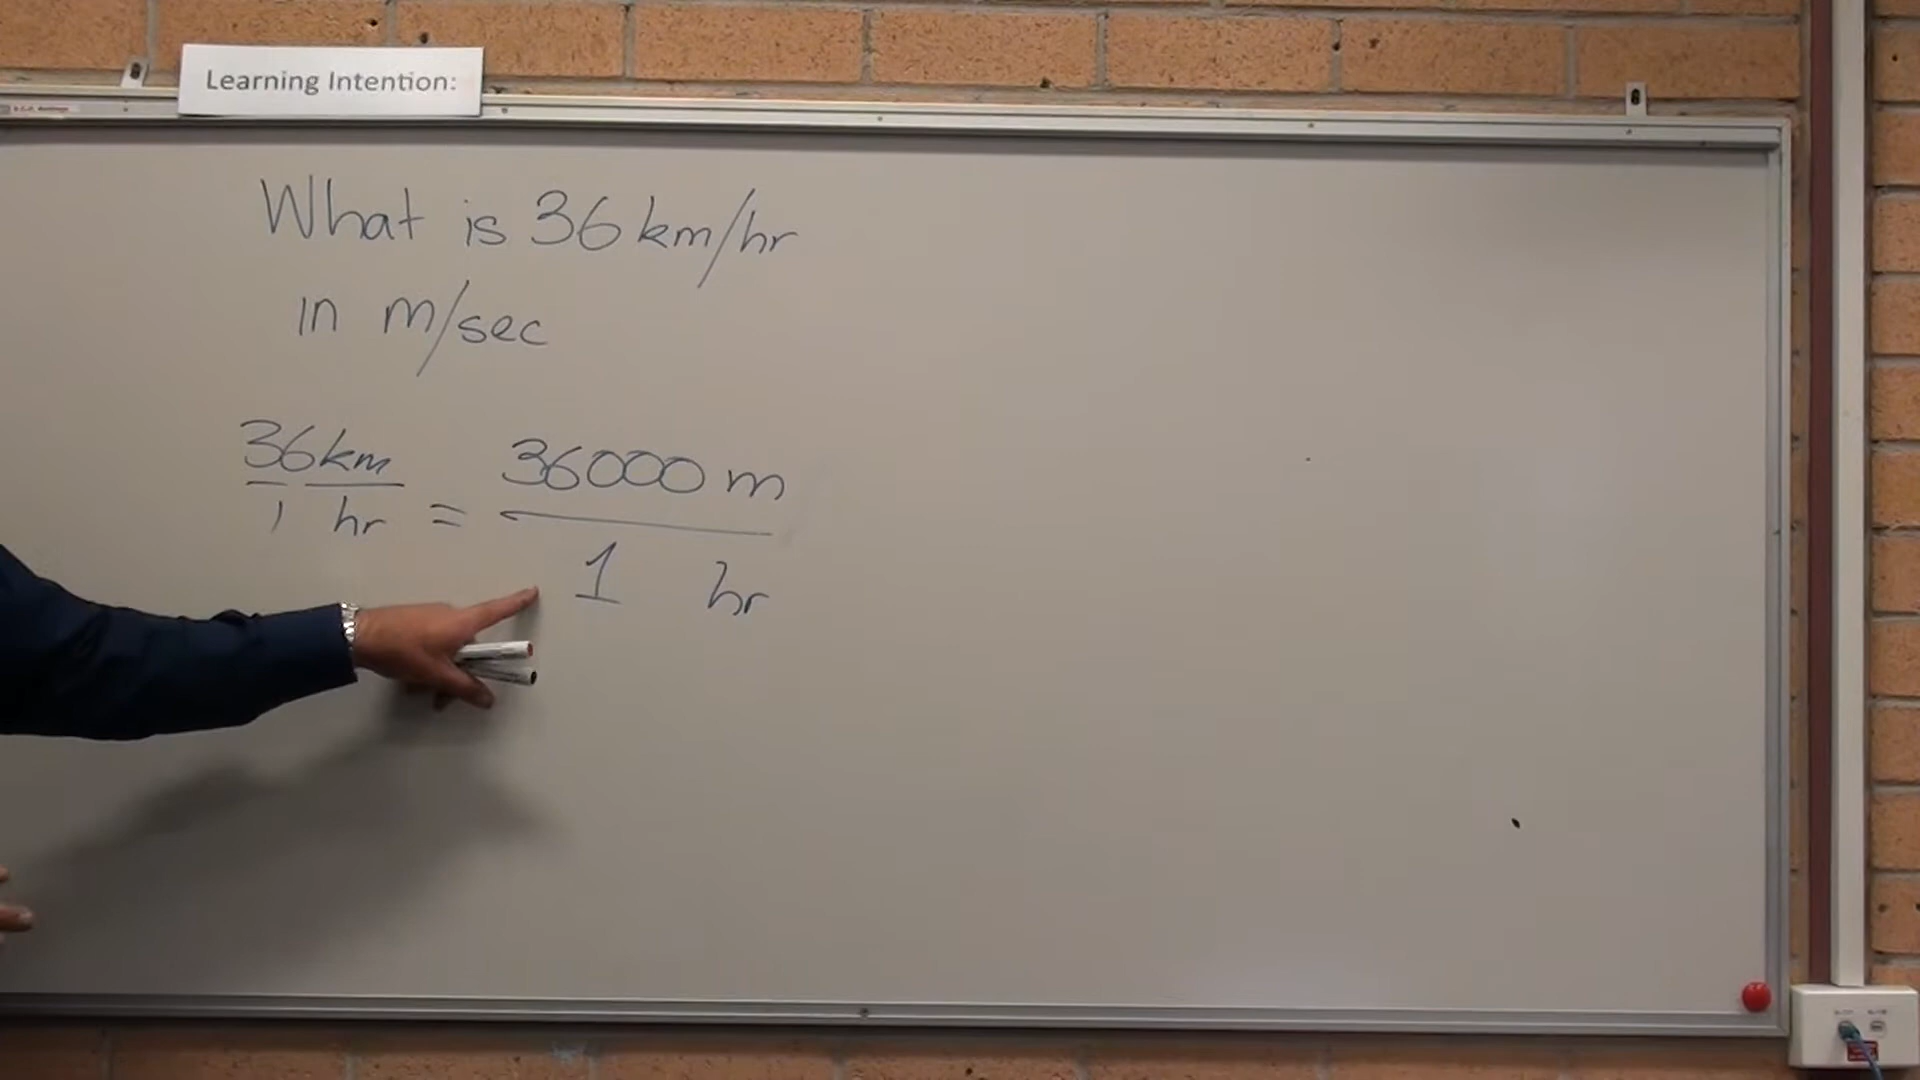 Learning Intention:
What is 36 km/hr
in m/sec
36km = 36000 m
1 hr 1 hr